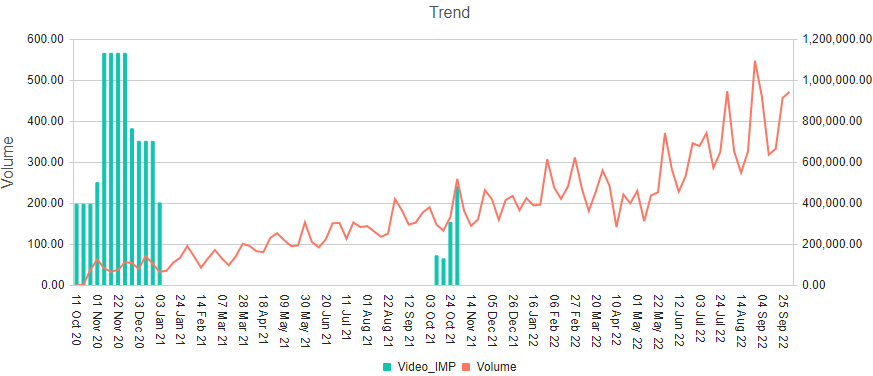 Trend
Volume
600.00
500.00
400.00
300.00
200.00
100.00
0.00
1,200,000.00
1,000,000.00
800,000.00
600,000.00
400,000.00
200,000.00
0.00
11 Oct 20
01 Nov 20
22 Nov 20
13 Dec 20
03 Jan 21
24 Jan 21
14 Feb 21
07 Mar 21
28 Mar 21
18 Apr 21
09 May 21
30 May 21
20 Jun 21
11 Jul 21
01 Aug 21
22 Aug 21
12 Sep 21
03 Oct 21
24 Oct 21
14 Nov 21
05 Dec 21
26 Dec 21
16 Jan 22
06 Feb 22
27 Feb 22
20 Mar 22
10 Apr 22
01 May 22
22 May 22
12 Jun 22
03 Jul 22
24 Jul 22
14 Aug 22
04 Sep 22
25 Sep 22
Video_IMP Volume